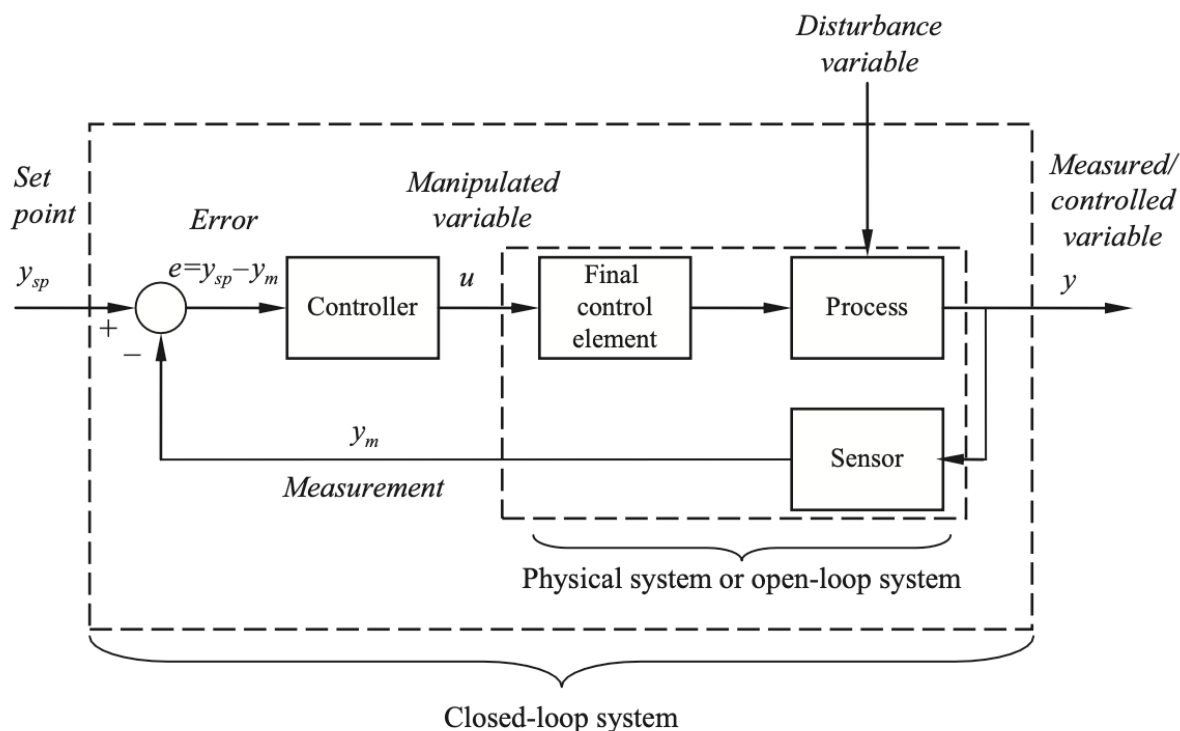 Disturbance
variable
Set
point
Manipulated
variable
Measured/
controlled
variable
Error
y_sp
e=y_sp−y_m
u
y
Controller
Final
control
element
Process
+
−
y_m
Sensor
Measurement
Physical system or open-loop system
Closed-loop system